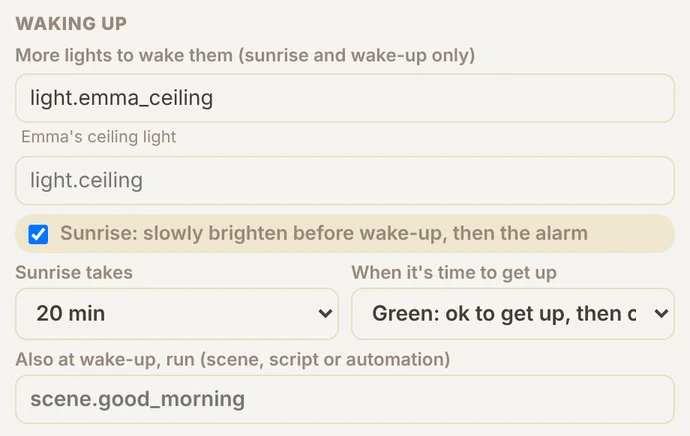 WAKING UP
More lights to wake them (sunrise and wake-up only)
light.emma_ceiling
Emma's ceiling light
light.ceiling
Sunrise: slowly brighten before wake-up, then the alarm
Sunrise takes
When it's time to get up
20 min
Green: ok to get up, then
Also at wake-up, run (scene, script or automation)
scene.good_morning